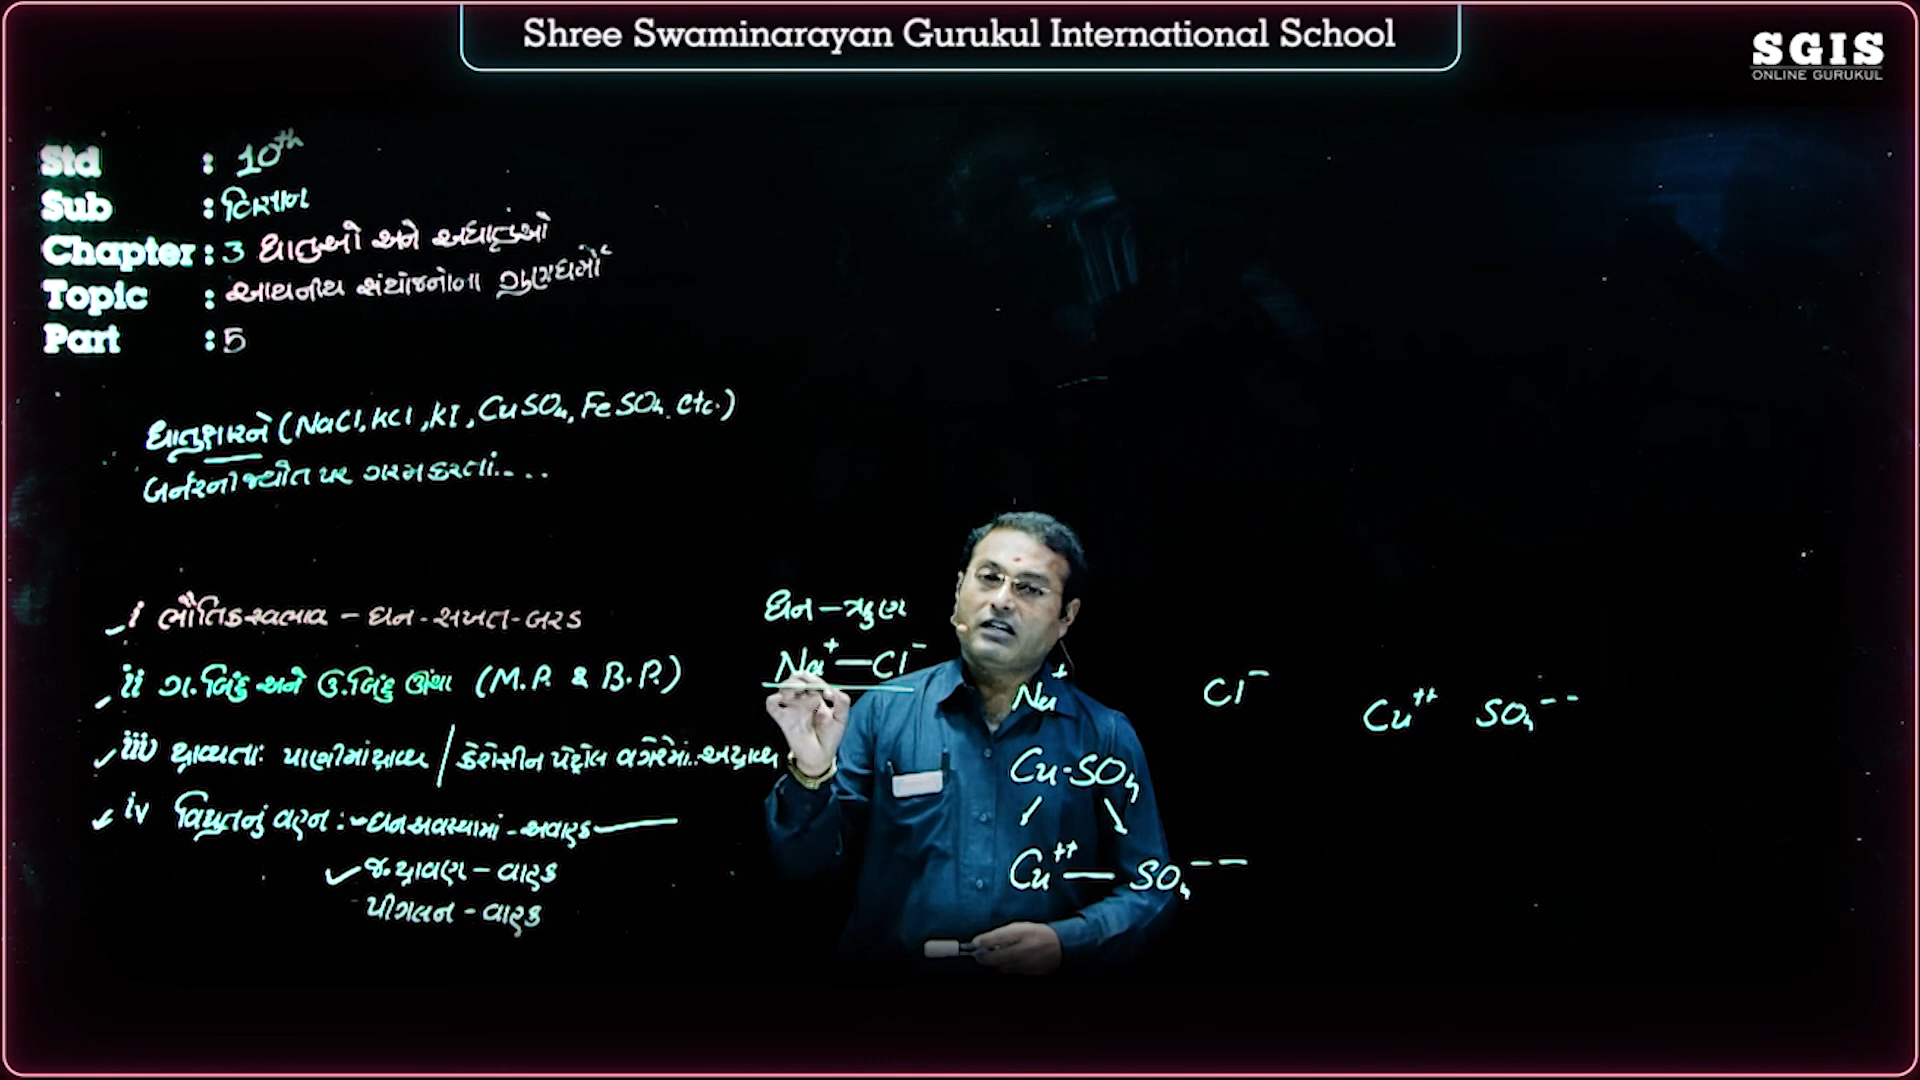 Shree Swaminarayan Gurukul International School
SGIS
ONLINE GURUKUL
Std : 10th
Sub : વિજ્ઞાન
Chapter : 3 ધાતુઓ અને અધાતુઓ
Topic : આયનીય સંયોજનોના ગુણધર્મો
Part : 5
ધાતુક્ષારને (NaCl, KCl, KI, CuSO4, FeSO4 etc.)
બર્નરની જ્યોત પર ગરમ કરતાં....
i ભૌતિક સ્વભાવ - ઘન - સખત - બરડ
ii ગ.બિંદુ અને ઉ.બિંદુ ઊંચા (M.P. & B.P.)
iii દ્રાવ્યતા: પાણીમાં દ્રાવ્ય / કેરોસીન પેટ્રોલ વગેરેમાં..અદ્રાવ્ય
iv વિદ્યુતનું વહન :- ઘન અવસ્થામાં - અવાહક
જ.દ્રાવણ - વાહક
પીગલન - વાહક
ધન - ઋણ
Na+ — Cl-
Na+ Cl-
Cu++ SO4--
Cu-SO4
Cu++ — SO4--